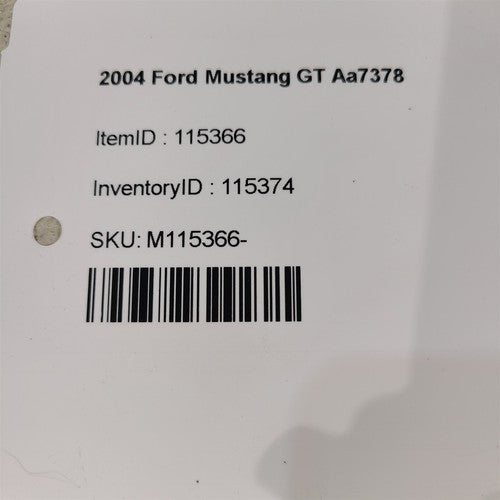 2004 Ford Mustang GT Aa7378
ItemID : 115366
InventoryID : 115374
SKU: M115366-